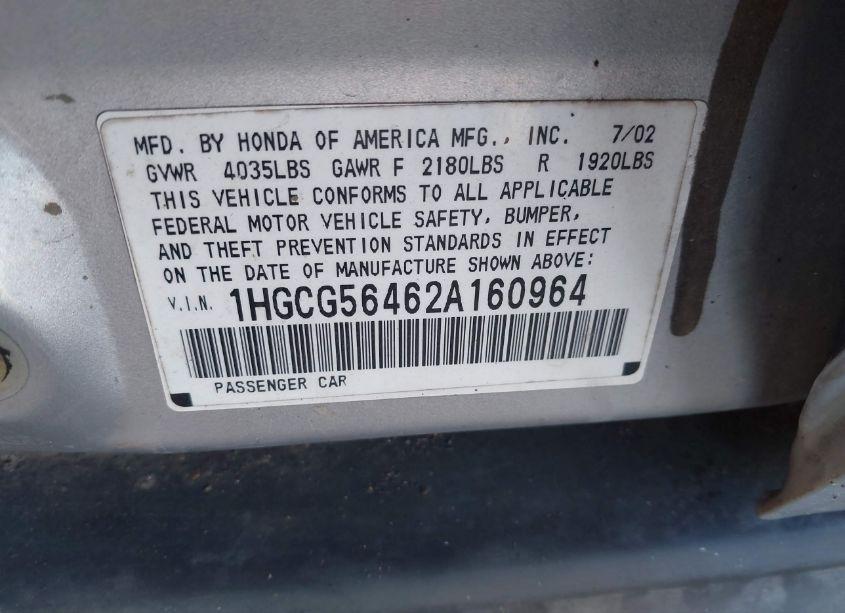 MFD. BY HONDA OF AMERICA MFG., INC. 7/02
GVWR 4035LBS GAWR F 2180LBS R 1920LBS
THIS VEHICLE CONFORMS TO ALL APPLICABLE
FEDERAL MOTOR VEHICLE SAFETY, BUMPER,
AND THEFT PREVENTION STANDARDS IN EFFECT
ON THE DATE OF MANUFACTURE SHOWN ABOVE:
V.I.N. 1HGCG56462A160964
PASSENGER CAR